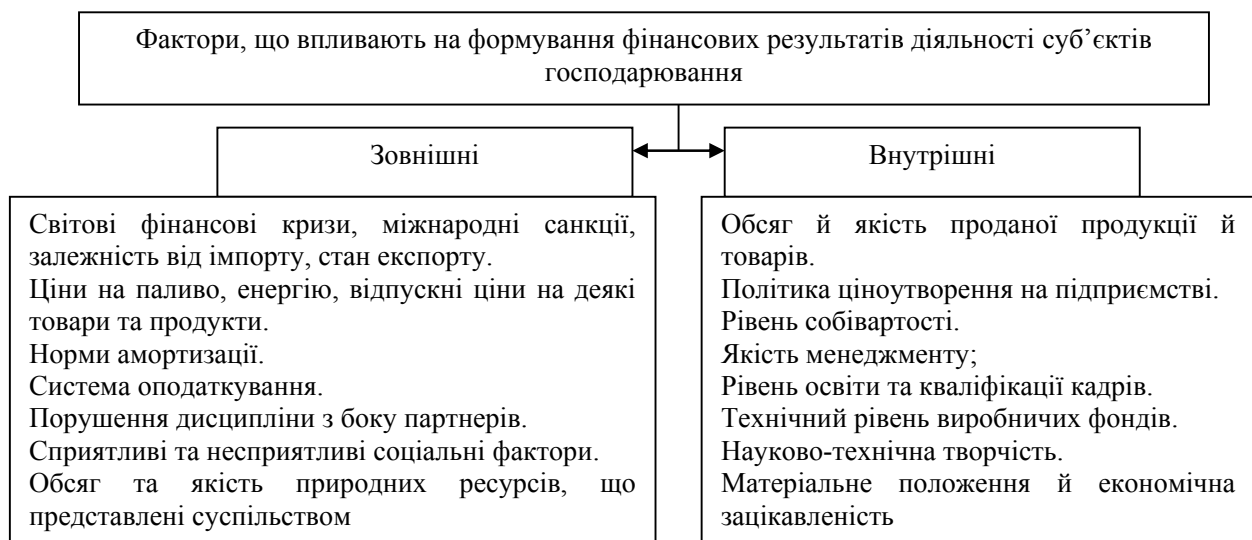 Фактори, що впливають на формування фінансових результатів діяльності суб’єктів
господарювання
Зовнішні
Внутрішні
Світові фінансові кризи, міжнародні санкції,
залежність від імпорту, стан експорту.
Ціни на паливо, енергію, відпускні ціни на деякі
товари та продукти.
Норми амортизації.
Система оподаткування.
Порушення дисципліни з боку партнерів.
Сприятливі та несприятливі соціальні фактори.
Обсяг та якість природних ресурсів, що
представлені суспільством
Обсяг й якість проданої продукції й
товарів.
Політика ціноутворення на підприємстві.
Рівень собівартості.
Якість менеджменту;
Рівень освіти та кваліфікації кадрів.
Технічний рівень виробничих фондів.
Науково-технічна творчість.
Матеріальне положення й економічна
зацікавленість